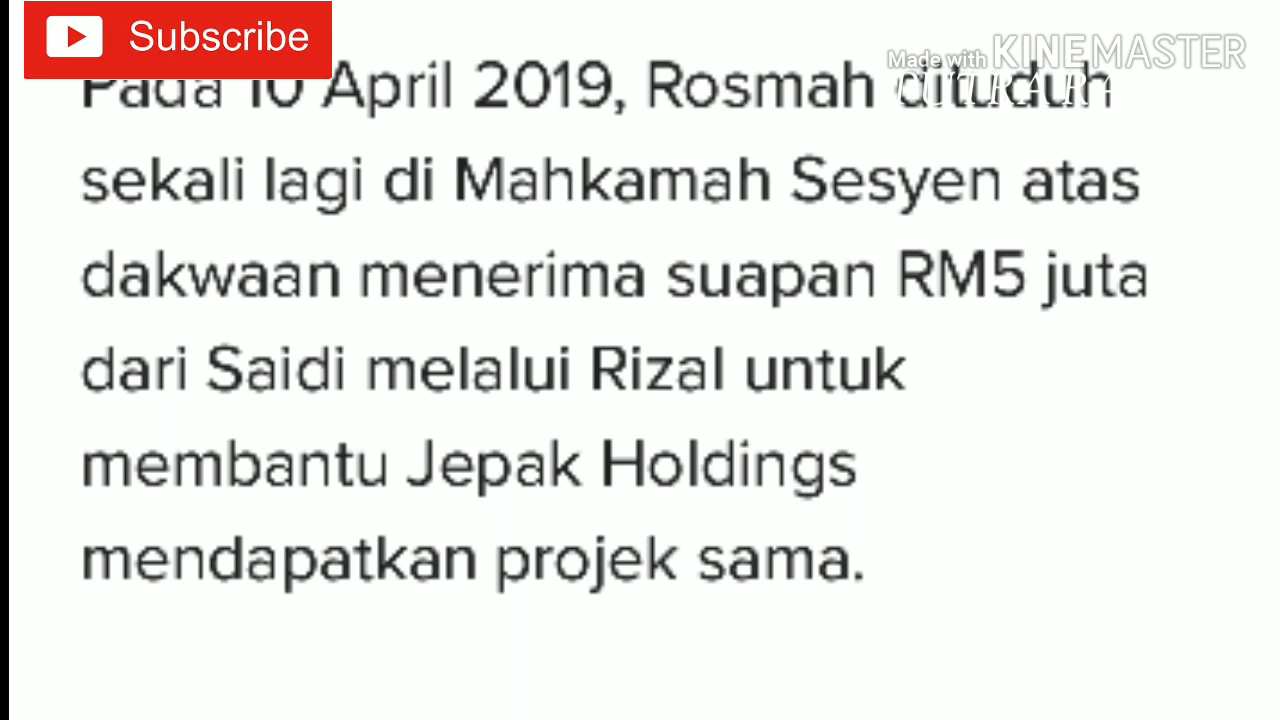 Subscribe
Made with KINEMASTER
Pada 10 April 2019, Rosmah dituduh
sekali lagi di Mahkamah Sesyen atas
dakwaan menerima suapan RM5 juta
dari Saidi melalui Rizal untuk
membantu Jepak Holdings
mendapatkan projek sama.